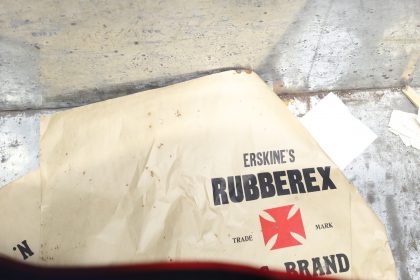 ERSKINE'S
RUBBEREX
TRADE MARK
BRAND
N.